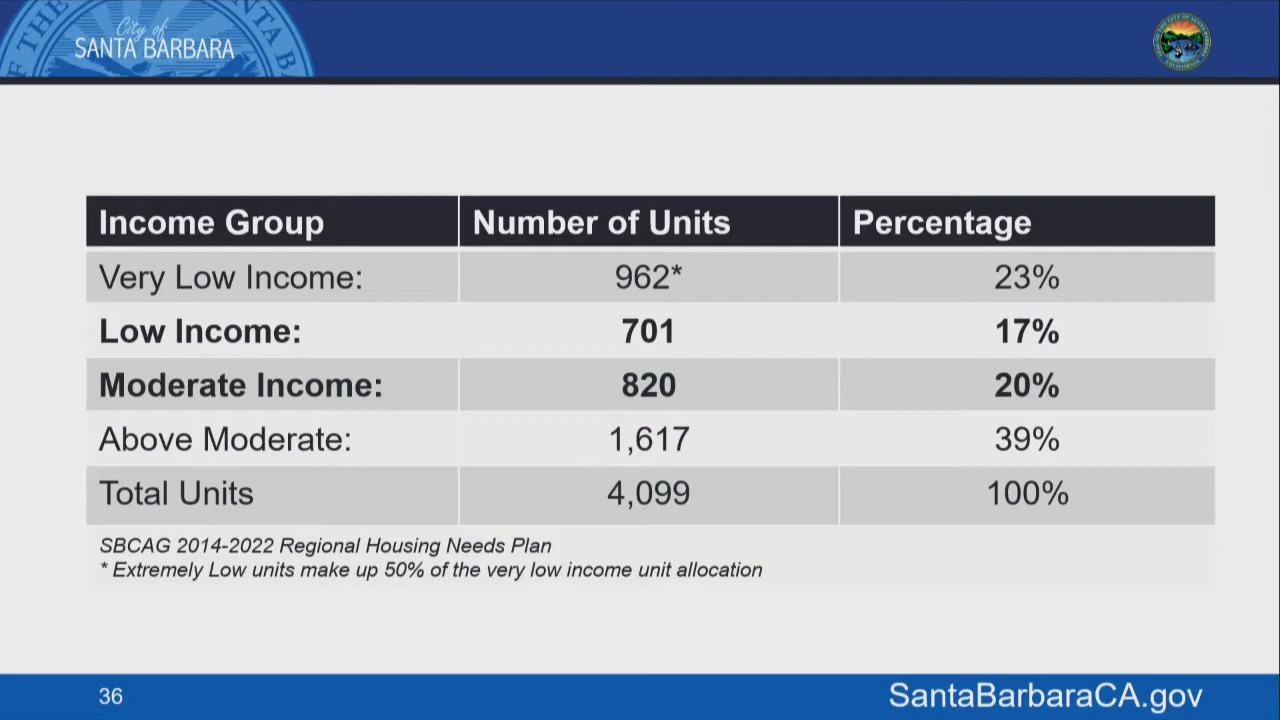 City of
SANTA BARBARA
Income Group Number of Units Percentage
Very Low Income: 962* 23%
Low Income: 701 17%
Moderate Income: 820 20%
Above Moderate: 1,617 39%
Total Units 4,099 100%
SBCAG 2014-2022 Regional Housing Needs Plan
* Extremely Low units make up 50% of the very low income unit allocation
36
SantaBarbaraCA.gov